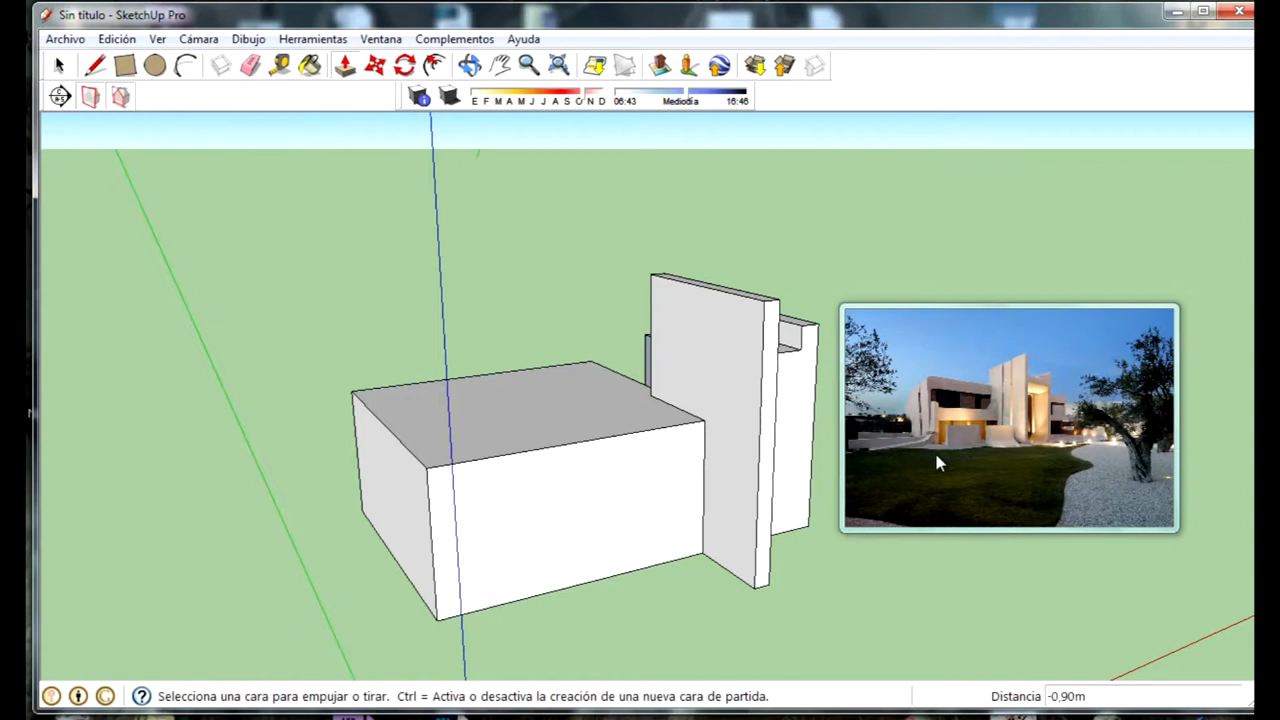 Sin título - SketchUp Pro
Archivo Edición Ver Cámara Dibujo Herramientas Ventana Complementos Ayuda
E F M A M J J A S O N D 06:43 Mediodía 16:46
Selecciona una cara para empujar o tirar. Ctrl = Activa o desactiva la creación de una nueva cara de partida. Distancia -0,90m